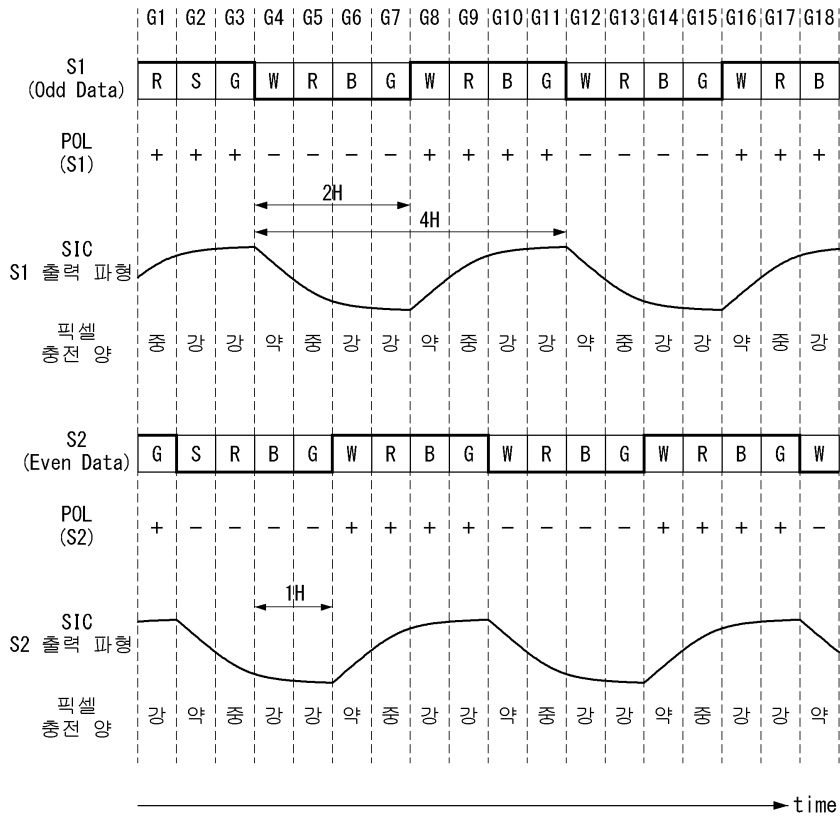 G1 G2 G3 G4 G5 G6 G7 G8 G9 G10 G11 G12 G13 G14 G15 G16 G17 G18
S1
(Odd Data)
R S G W R B G W R B G W R B G W R B
POL
(S1)
+ + + − − − − + + + + − − − − + + +
2H
4H
SIC
S1 출력 파형
픽셀
충전 양
중 강 강 약 중 강 강 약 중 강 강 약 중 강 강 약 중 강
S2
(Even Data)
G S R B G W R B G W R B G W R B G W
POL
(S2)
+ − − − − + + + + − − − − + + + + −
1H
SIC
S2 출력 파형
픽셀
충전 양
강 약 중 강 강 약 중 강 강 약 중 강 강 약 중 강 강 약
time